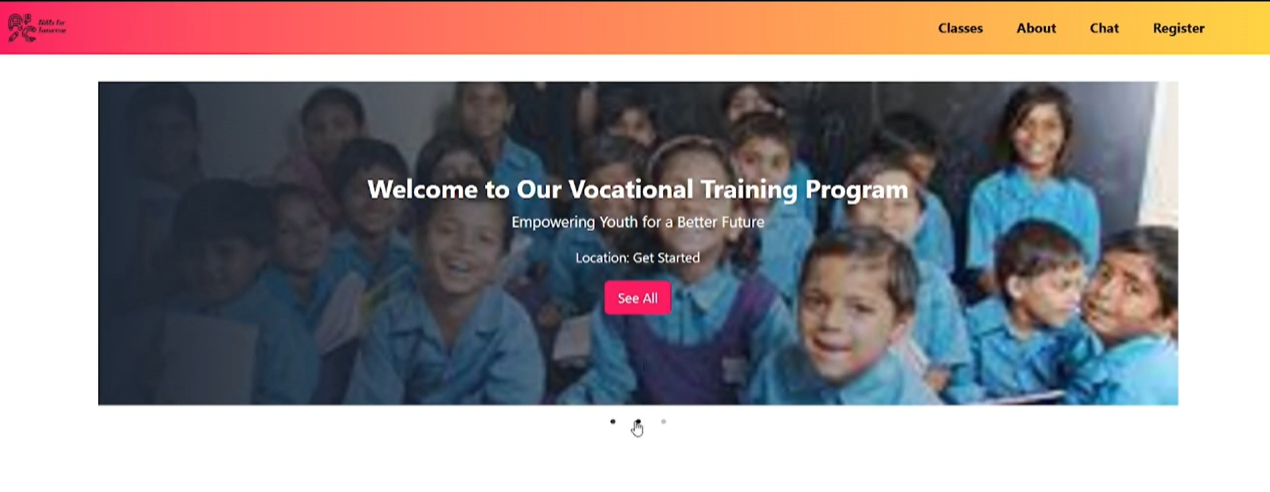 Skills for
Tomorrow
Classes About Chat Register
Welcome to Our Vocational Training Program
Empowering Youth for a Better Future
Location: Get Started
See All